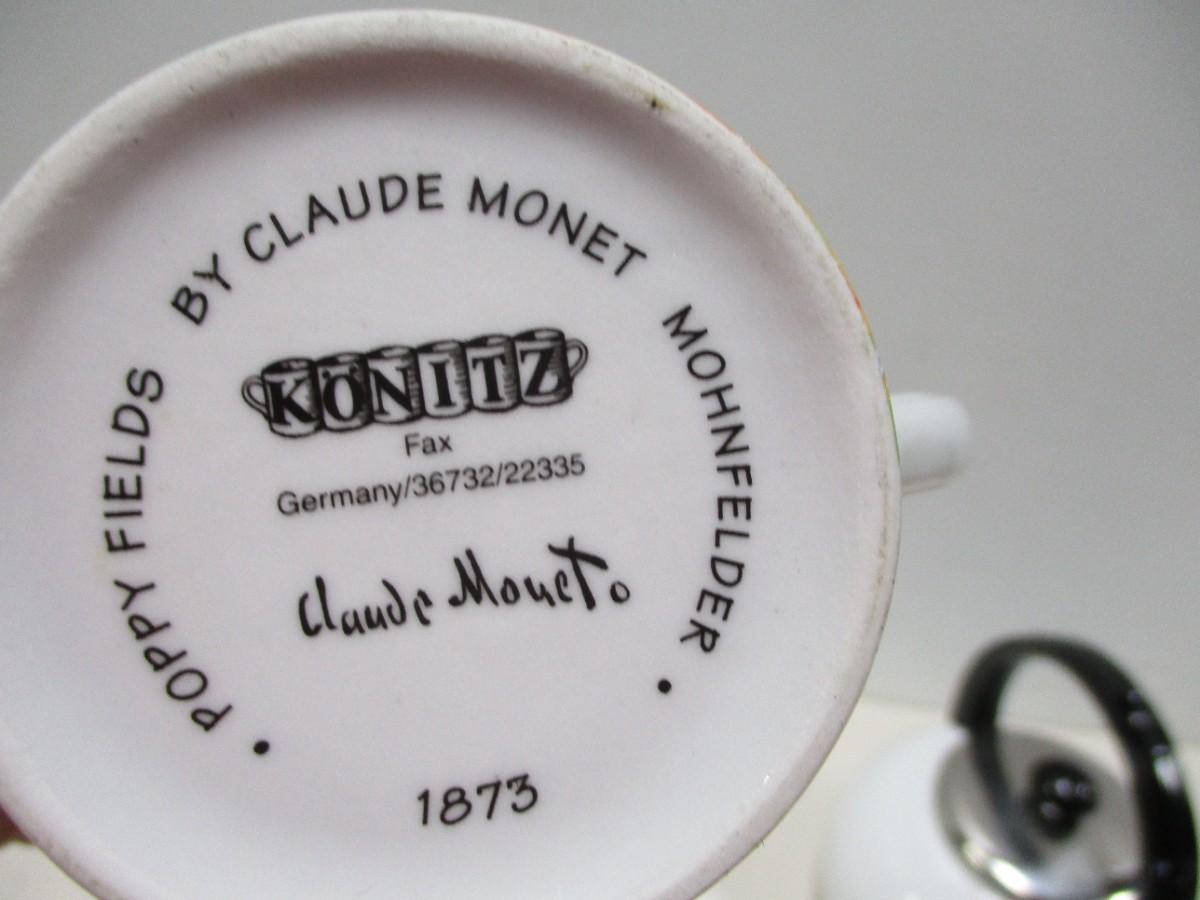 POPPY FIELDS BY CLAUDE MONET MOHNFELDER
KÖNITZ
Fax
Germany/36732/22335
Claude Monet
1873